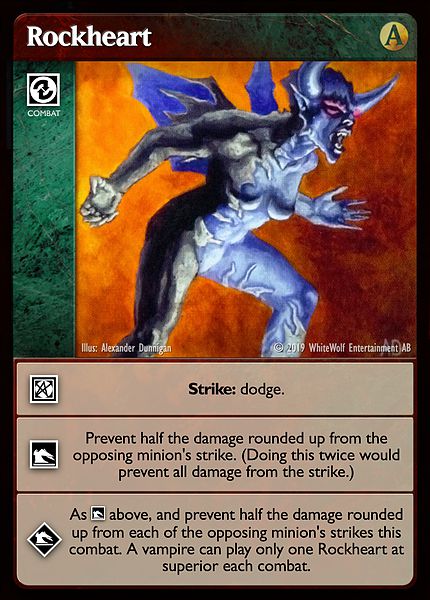 Rockheart
A
COMBAT
Illus: Alexander Dunnigan
© 2019 WhiteWolf Entertainment AB
AD
Strike: dodge.
Prevent half the damage rounded up from the
opposing minion's strike. (Doing this twice would
prevent all damage from the strike.)
As above, and prevent half the damage rounded
up from each of the opposing minion's strikes this
combat. A vampire can play only one Rockheart at
superior each combat.